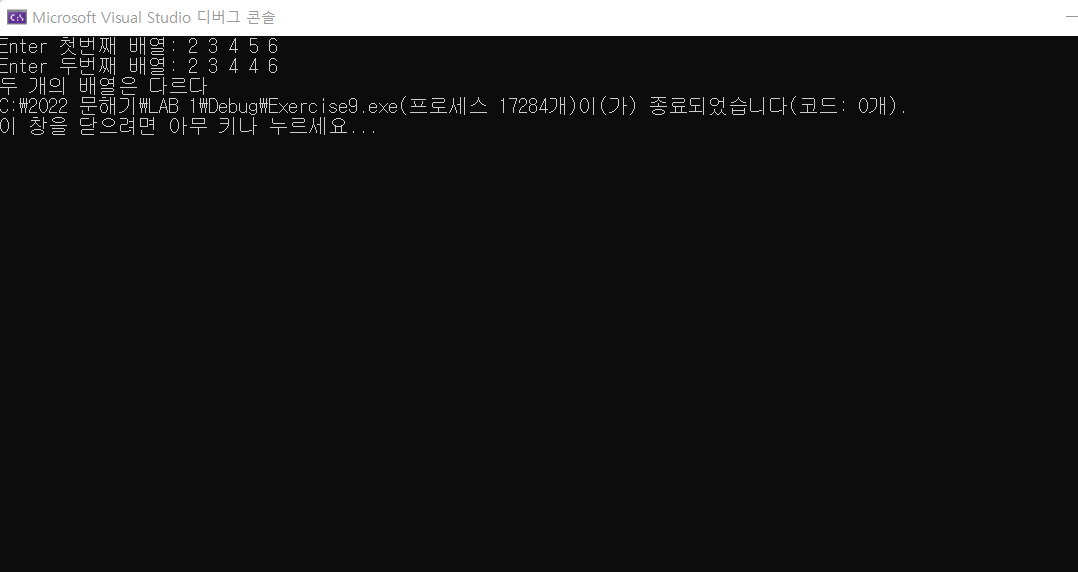 Microsoft Visual Studio 디버그 콘솔
Enter 첫번째 배열: 2 3 4 5 6
Enter 두번째 배열: 2 3 4 4 6
두 개의 배열은 다르다
C:\2022 문해기\LAB 1\Debug\Exercise9.exe(프로세스 17284개)이(가) 종료되었습니다(코드: 0개).
이 창을 닫으려면 아무 키나 누르세요...